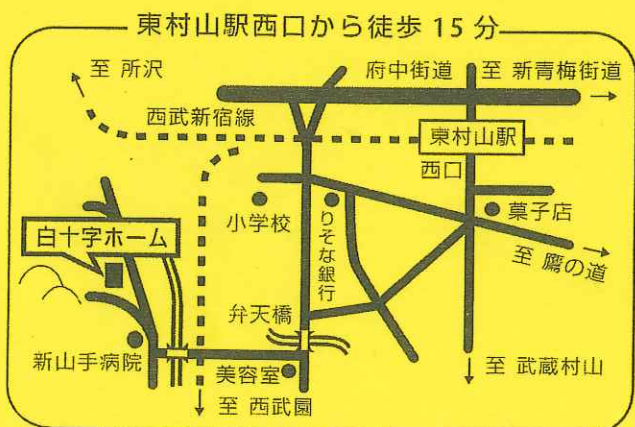 東村山駅西口から徒歩 15 分
至 所沢
府中街道
至 新青梅街道
西武新宿線
東村山駅
西口
小学校
りそな銀行
菓子店
白十字ホーム
至 鷹の道
弁天橋
新山手病院
美容室
至 武蔵村山
至 西武園